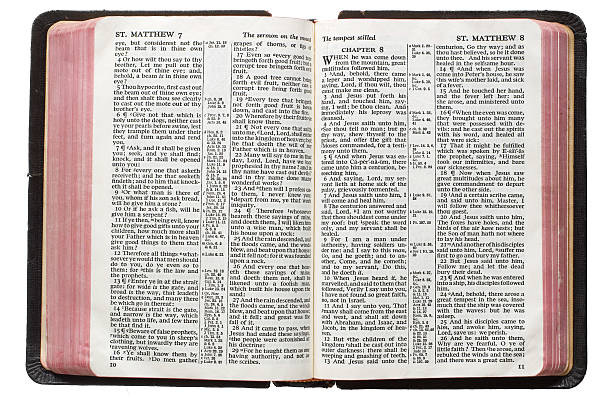 ST. MATTHEW 7
The sermon on the mount
eye, but considerest not the
beam that is in thine own
eye?
4 Or how wilt thou say to thy
brother, Let me pull out the
mote out of thine eye; and,
behold, a beam is in thine own
eye?
5 Thou hypocrite, first cast out
the beam out of thine own eye;
and then shalt thou see clearly
to cast out the mote out of thy
brother's eye.
6 ¶ Give not that which is
holy unto the dogs, neither cast
ye your pearls before swine, lest
they trample them under their
feet, and turn again and rend
you.
7 ¶ Ask, and it shall be given
you; seek, and ye shall find;
knock, and it shall be opened
unto you:
8 For every one that asketh
receiveth; and he that seeketh
findeth; and to him that knock-
eth it shall be opened.
9 Or what man is there of
you, whom if his son ask bread,
will he give him a stone?
10 Or if he ask a fish, will he
give him a serpent?
11 If ye then, being evil, know
how to give good gifts unto your
children, how much more shall
your Father which is in heaven
give good things to them that
ask him?
12 Therefore all things whatso-
ever ye would that men should
do to you, do ye even so to
them: for this is the law and
the prophets.
13 ¶ Enter ye in at the strait
gate: for wide is the gate, and
broad is the way, that leadeth
to destruction, and many there
be which go in thereat:
14 Because strait is the gate,
and narrow is the way, which
leadeth unto life, and few there
be that find it.
15 ¶ Beware of false prophets,
which come to you in sheep's
clothing, but inwardly they are
ravening wolves.
16 Ye shall know them by
their fruits. Do men gather
10
grapes of thorns, or figs of
thistles?
17 Even so every good tree
bringeth forth good fruit; but a
corrupt tree bringeth forth evil
fruit.
18 A good tree cannot bring
forth evil fruit, neither can a
corrupt tree bring forth good
fruit.
19 Every tree that bringeth
not forth good fruit is hewn
down, and cast into the fire.
20 Wherefore by their fruits ye
shall know them.
21 ¶ Not every one that saith
unto me, Lord, Lord, shall enter
into the kingdom of heaven; but
he that doeth the will of my
Father which is in heaven.
22 Many will say to me in that
day, Lord, Lord, have we not
prophesied in thy name? and in
thy name have cast out devils?
and in thy name done many
wonderful works?
23 And then will I profess unto
them, I never knew you:
depart from me, ye that work
iniquity.
24 ¶ Therefore whosoever
heareth these sayings of mine,
and doeth them, I will liken him
unto a wise man, which built
his house upon a rock:
25 And the rain descended, and
the floods came, and the winds
blew, and beat upon that house;
and it fell not: for it was founded
upon a rock.
26 And every one that hear-
eth these sayings of mine,
and doeth them not, shall be
likened unto a foolish man,
which built his house upon the
sand:
27 And the rain descended, and
the floods came, and the winds
blew, and beat upon that house;
and it fell: and great was the
fall of it.
28 And it came to pass, when
Jesus had ended these sayings,
the people were astonished at
his doctrine:
29 For he taught them as one
having authority, and not as
the scribes.
The tempest stilled
ST. MATTHEW 8
CHAPTER 8
WHEN he was come down
from the mountain, great
multitudes followed him.
2 And, behold, there came
a leper and worshipped him,
saying, Lord, if thou wilt, thou
canst make me clean.
3 And Jesus put forth his
hand, and touched him, say-
ing, I will; be thou clean. And
immediately his leprosy was
cleansed.
4 And Jesus saith unto him,
See thou tell no man; but go
thy way, shew thyself to the
priest, and offer the gift that
Moses commanded, for a testi-
mony unto them.
5 ¶ And when Jesus was en-
tered into Capernaum, there
came unto him a centurion, be-
seeching him,
6 And saying, Lord, my ser-
vant lieth at home sick of the
palsy, grievously tormented.
7 And Jesus saith unto him, I
will come and heal him.
8 The centurion answered and
said, Lord, I am not worthy
that thou shouldest come under
my roof: but speak the word
only, and my servant shall be
healed.
9 For I am a man under
authority, having soldiers un-
der me: and I say to this man,
Go, and he goeth; and to an-
other, Come, and he cometh;
and to my servant, Do this,
and he doeth it.
10 When Jesus heard it, he
marvelled, and said to them that
followed, Verily I say unto you,
I have not found so great faith,
no, not in Israel.
11 And I say unto you, That
many shall come from the east
and west, and shall sit down
with Abraham, and Isaac, and
Jacob, in the kingdom of hea-
ven.
12 But the children of the
kingdom shall be cast out into
outer darkness: there shall be
weeping and gnashing of teeth.
13 And Jesus said unto the
centurion, Go thy way; and as
thou hast believed, so be it done
unto thee. And his servant was
healed in the selfsame hour.
14 ¶ And when Jesus was
come into Peter's house, he saw
his wife's mother laid, and sick
of a fever.
15 And he touched her hand,
and the fever left her: and
she arose, and ministered unto
them.
16 ¶ When the even was come,
they brought unto him many
that were possessed with de-
vils: and he cast out the spirits
with his word, and healed all
that were sick:
17 That it might be fulfilled
which was spoken by Esaias
the prophet, saying, Himself
took our infirmities, and bare
our sicknesses.
18 ¶ Now when Jesus saw
great multitudes about him, he
gave commandment to depart
unto the other side.
19 And a certain scribe came,
and said unto him, Master, I
will follow thee whithersoever
thou goest.
20 And Jesus saith unto him,
The foxes have holes, and the
birds of the air have nests; but
the Son of man hath not where
to lay his head.
21 And another of his disciples
said unto him, Lord, suffer me
first to go and bury my father.
22 But Jesus said unto him,
Follow me; and let the dead
bury their dead.
23 ¶ And when he was entered
into a ship, his disciples followed
him.
24 And, behold, there arose a
great tempest in the sea, inso-
much that the ship was covered
with the waves: but he was
asleep.
25 And his disciples came to
him, and awoke him, saying,
Lord, save us: we perish.
26 And he saith unto them,
Why are ye fearful, O ye of
little faith? Then he arose, and
rebuked the winds and the sea;
and there was a great calm.
11